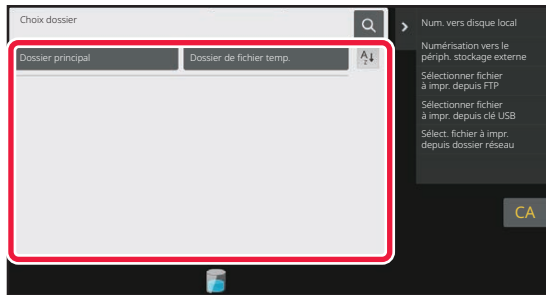 Choix dossier
Dossier principal
Dossier de fichier temp.
A
Z
Num. vers disque local
Numérisation vers le
périph. stockage externe
Sélectionner fichier
à impr. depuis FTP
Sélectionner fichier
à impr. depuis clé USB
Sélect. fichier à impr.
depuis dossier réseau
CA